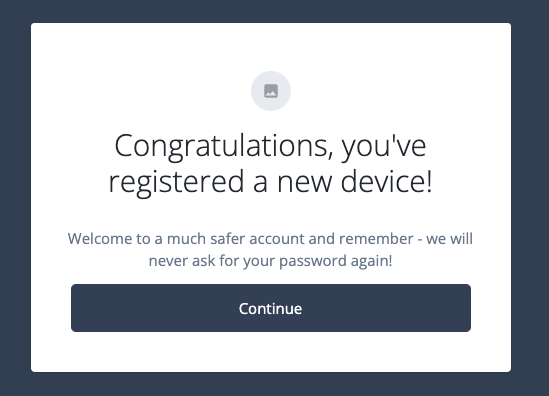 Congratulations, you've
registered a new device!
Welcome to a much safer account and remember - we will
never ask for your password again!
Continue